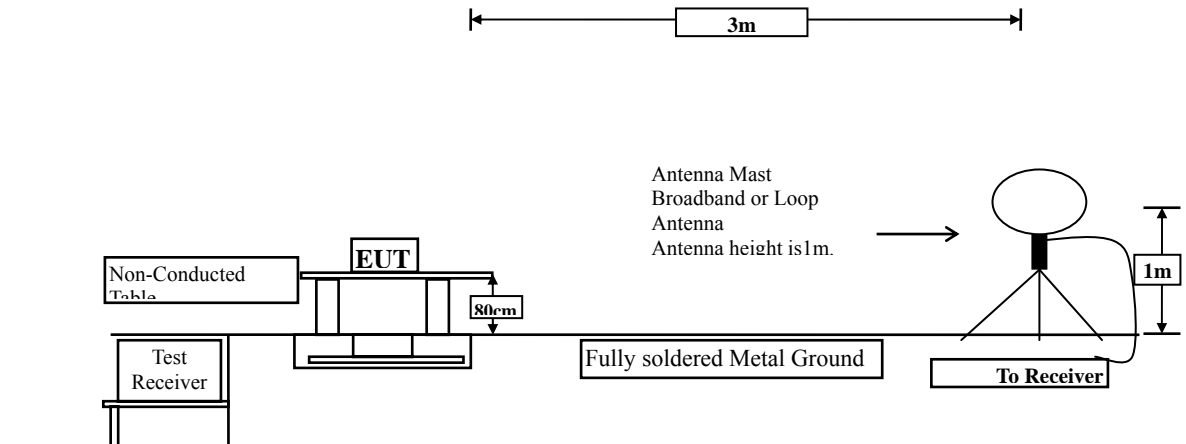 3m
Antenna Mast
Broadband or Loop
Antenna
Antenna height is1m.
EUT
Non-Conducted
Table
80cm
1m
Test
Receiver
Fully soldered Metal Ground
To Receiver